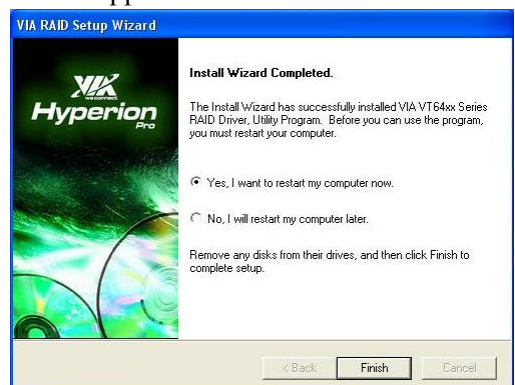 VIA RAID Setup Wizard
VIA
we connect
Hyperion
Pro
Install Wizard Completed.
The Install Wizard has successfully installed VIA VT64xx Series
RAID Driver, Utility Program. Before you can use the program,
you must restart your computer.
Yes, I want to restart my computer now.
No, I will restart my computer later.
Remove any disks from their drives, and then click Finish to
complete setup.
< Back
Finish
Cancel